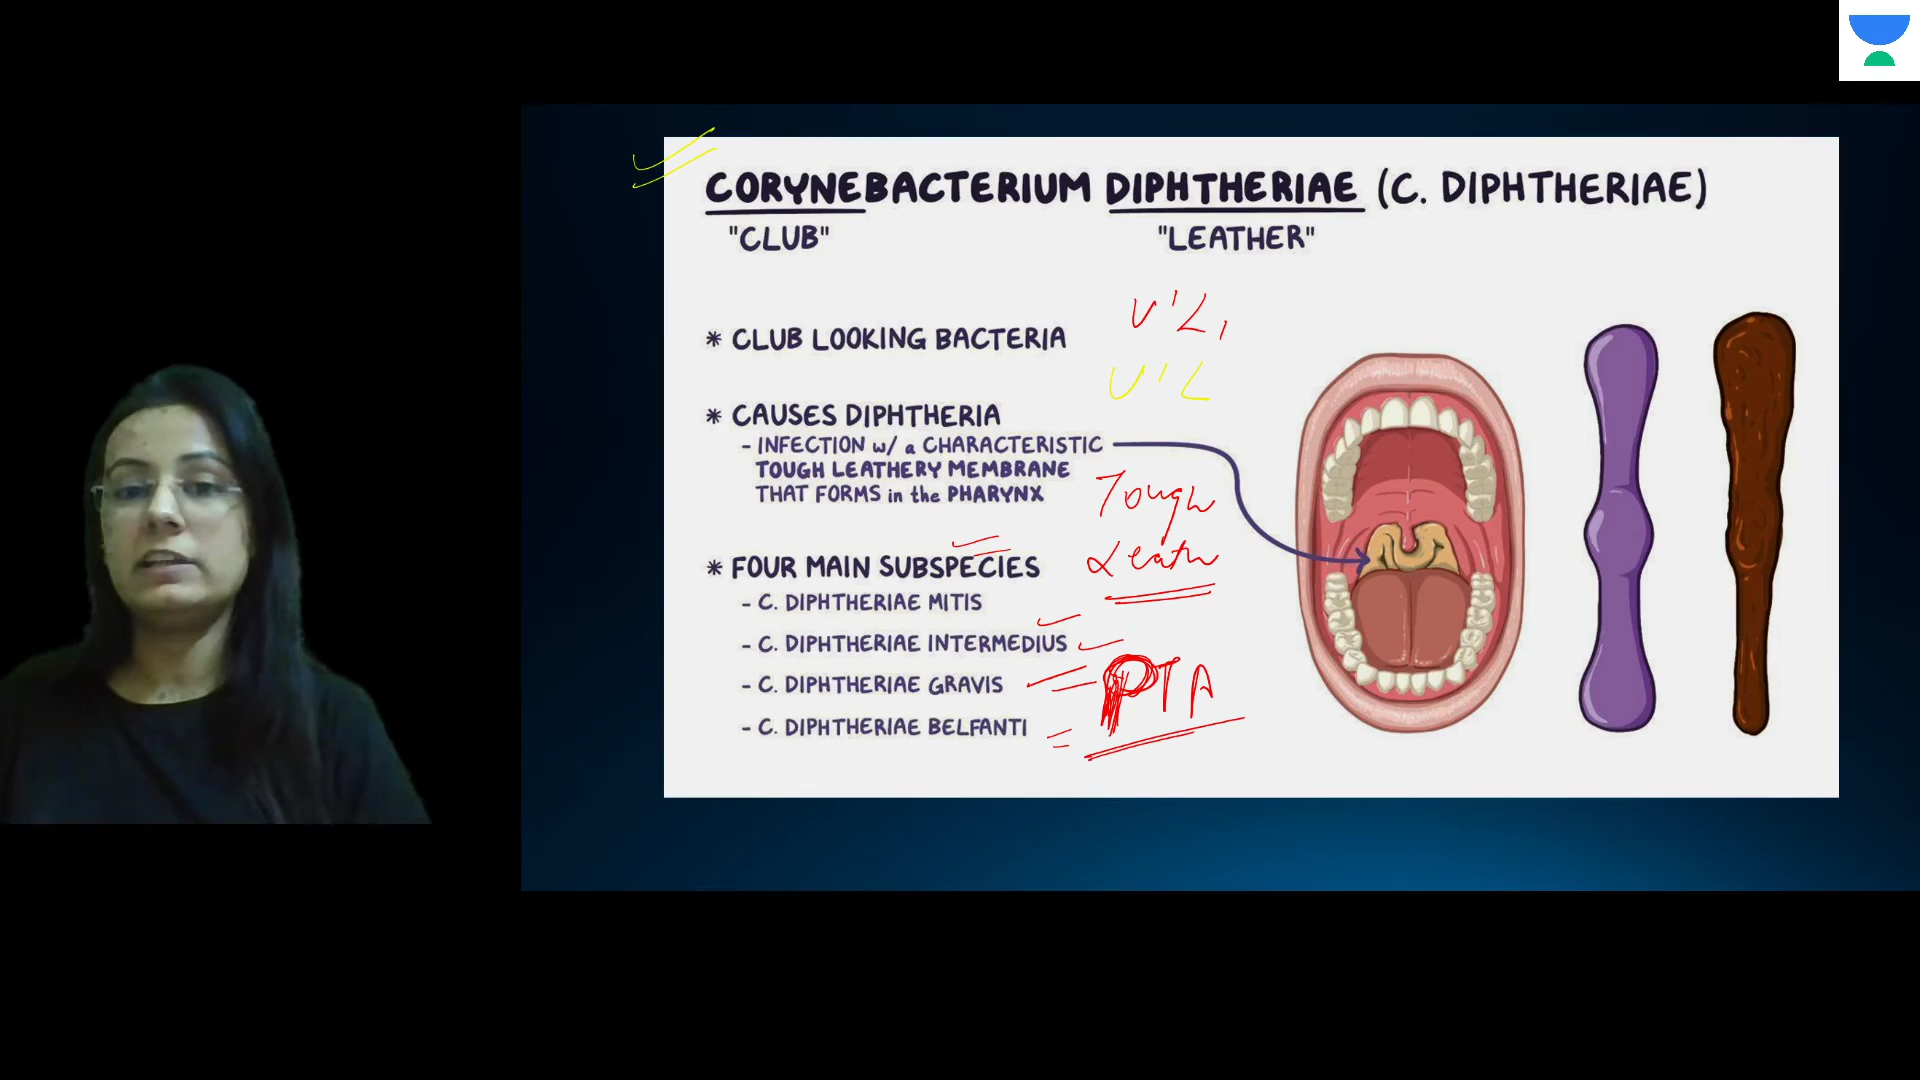 CORYNEBACTERIUM DIPHTHERIAE (C. DIPHTHERIAE)
"CLUB" "LEATHER"
V'L,
* CLUB LOOKING BACTERIA
V'L
* CAUSES DIPHTHERIA
- INFECTION w/ a CHARACTERISTIC
TOUGH LEATHERY MEMBRANE
THAT FORMS in the PHARYNX
Tough
Leath
* FOUR MAIN SUBSPECIES
- C. DIPHTHERIAE MITIS
- C. DIPHTHERIAE INTERMEDIUS
- C. DIPHTHERIAE GRAVIS
PTA
- C. DIPHTHERIAE BELFANTI